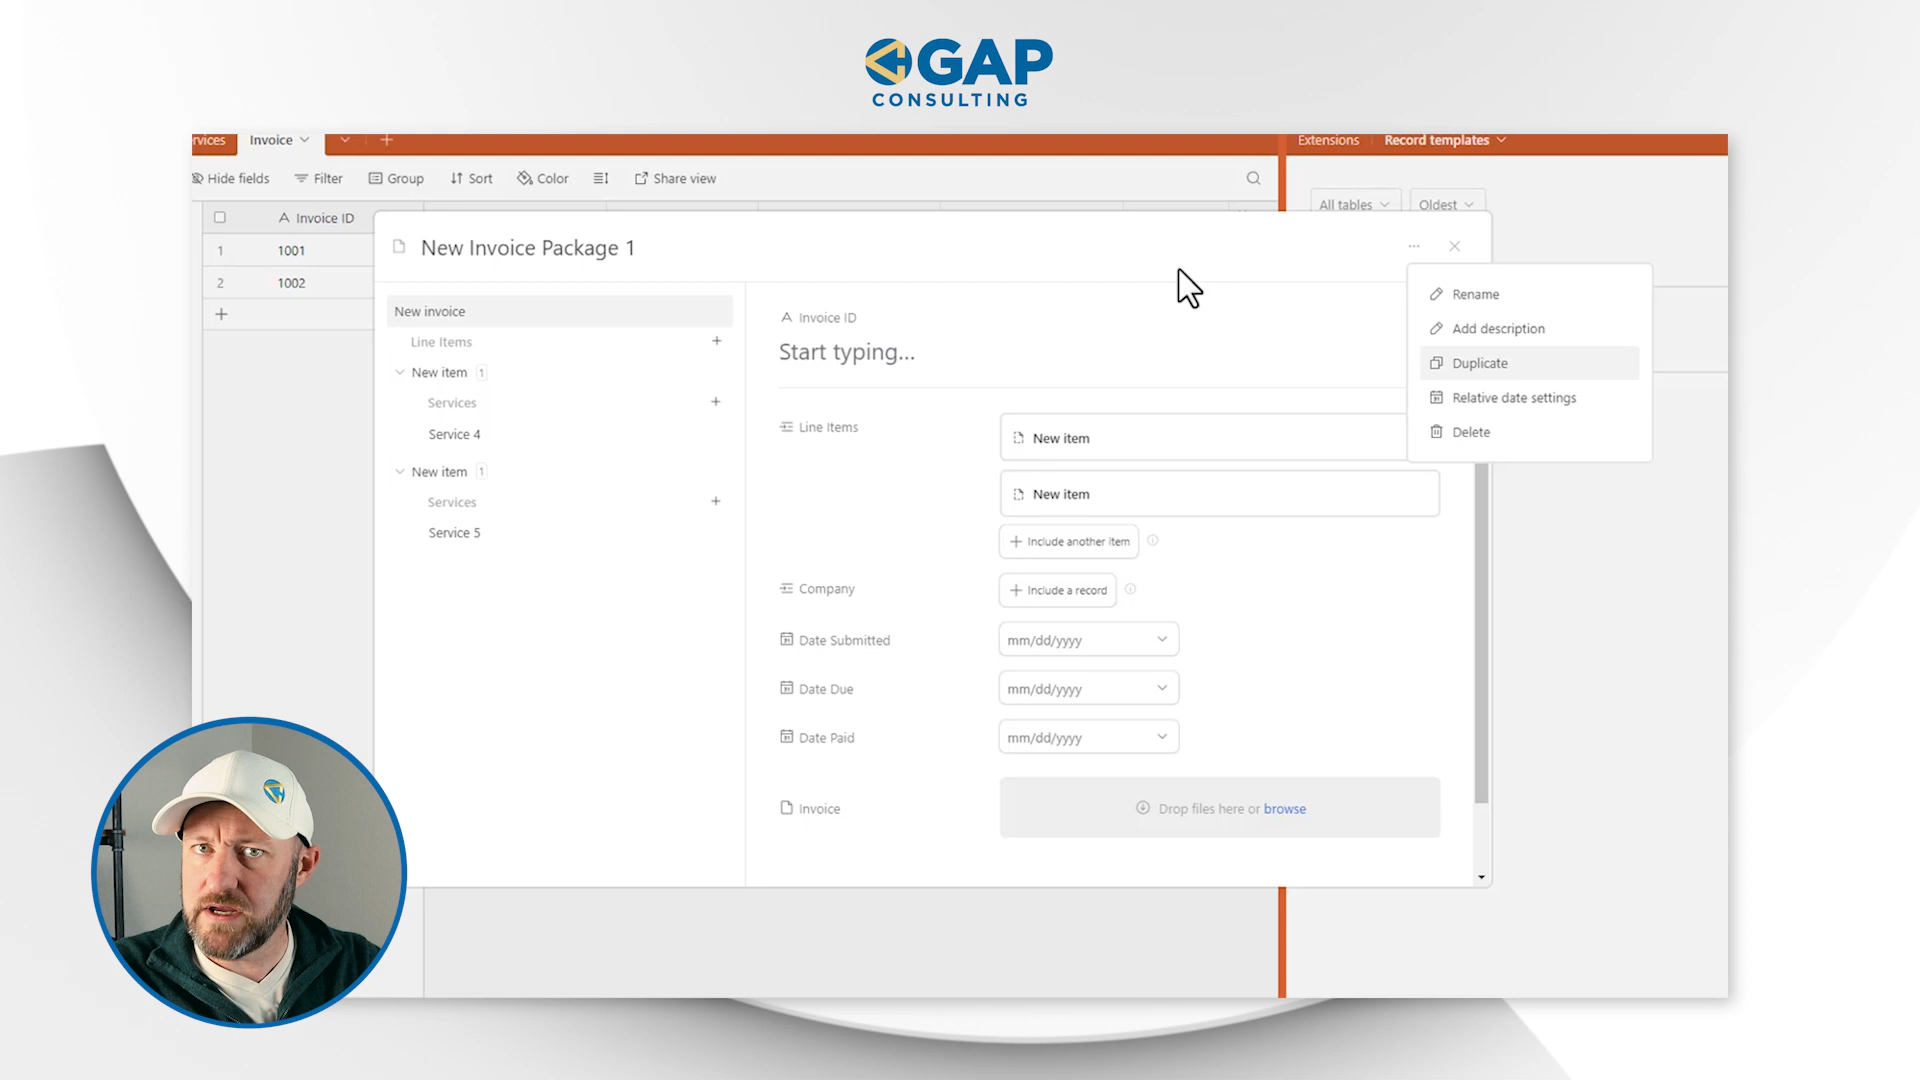 GAP
CONSULTING
rvices
Invoice
Extensions
Record templates
Hide fields
Filter
Group
Sort
Color
Share view
All tables
Oldest
A Invoice ID
1 1001
2 1002
New Invoice Package 1
New invoice
Line Items
New item 1
Services
Service 4
New item 1
Services
Service 5
A Invoice ID
Start typing...
Line Items
New item
New item
Include another item
Company
Include a record
Date Submitted
mm/dd/yyyy
Date Due
mm/dd/yyyy
Date Paid
mm/dd/yyyy
Invoice
Drop files here or browse
Rename
Add description
Duplicate
Relative date settings
Delete